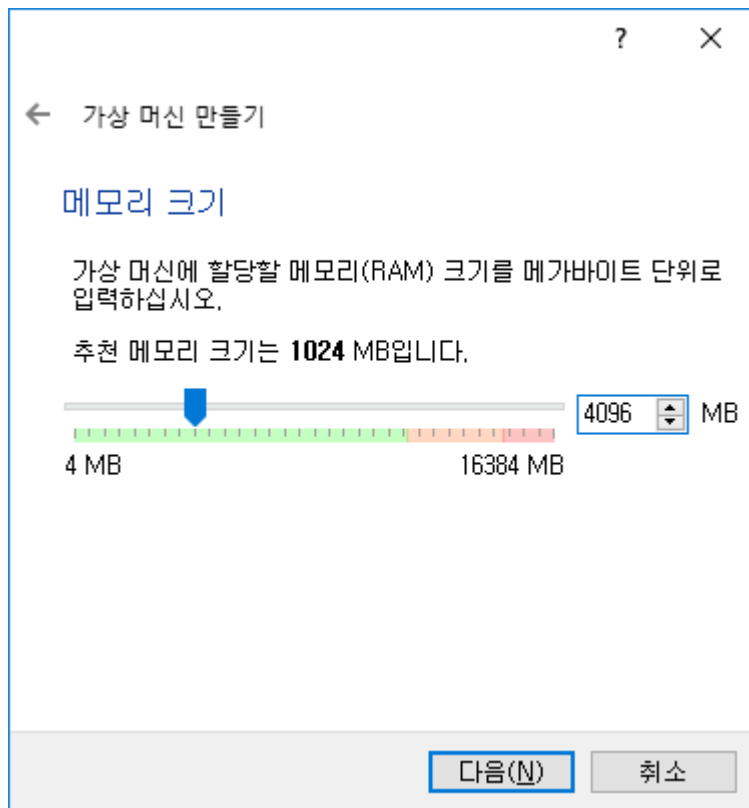 ?
가상 머신 만들기
메모리 크기
가상 머신에 할당할 메모리(RAM) 크기를 메가바이트 단위로
입력하십시오.
추천 메모리 크기는 1024 MB입니다.
4096 MB
4 MB 16384 MB
다음(N) 취소